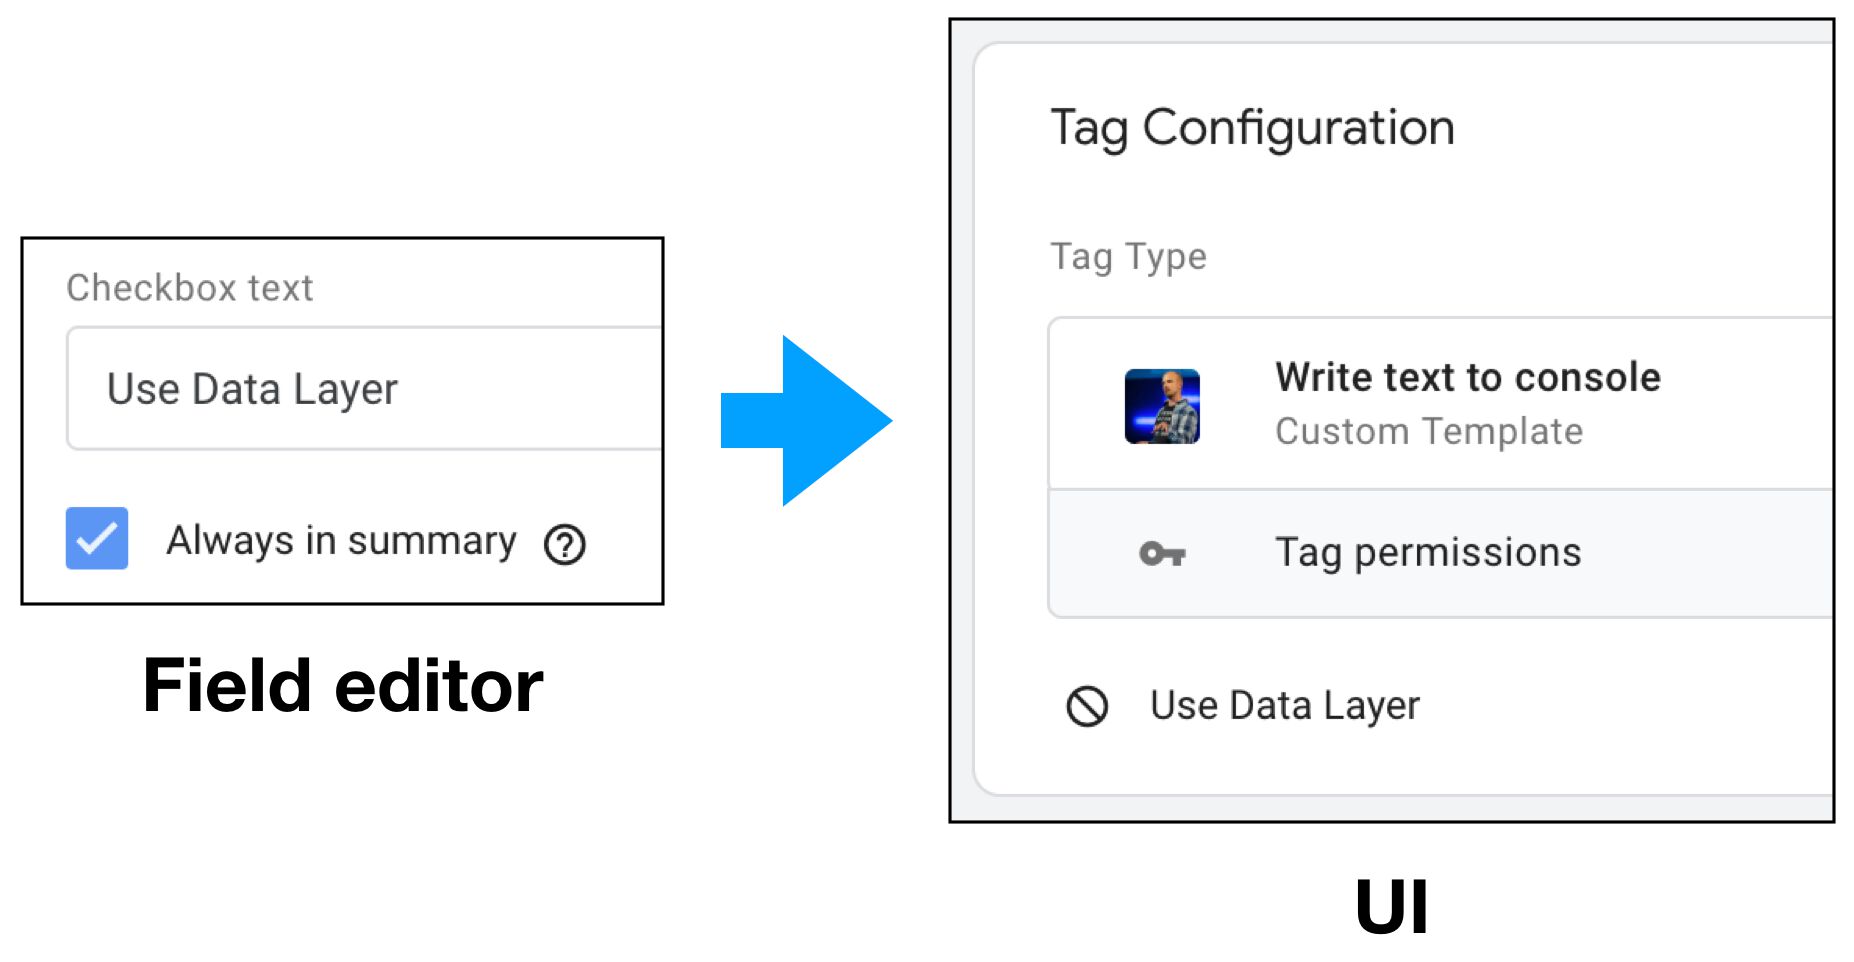 Checkbox text
Use Data Layer
Always in summary
Field editor
Tag Configuration
Tag Type
Write text to console
Custom Template
Tag permissions
Use Data Layer
UI